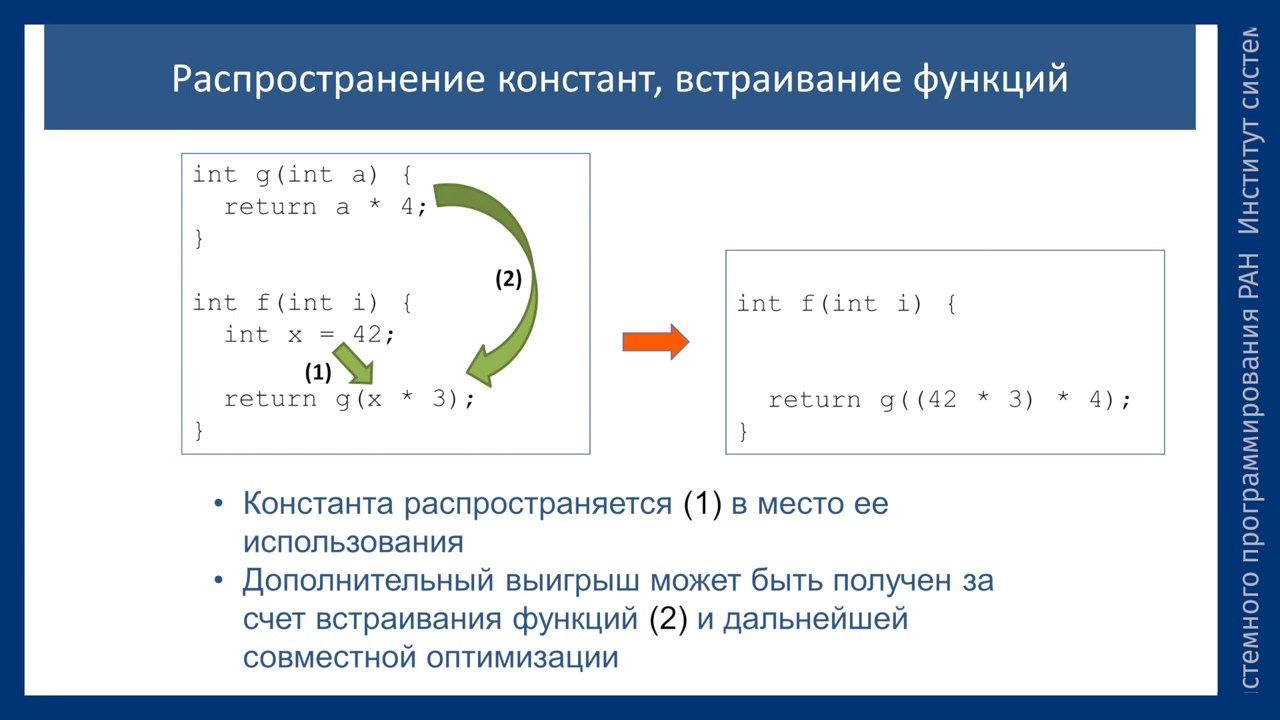 Распространение констант, встраивание функций
int g(int a) {
return a * 4;
}
(2)
int f(int i) {
int x = 42;
(1)
return g(x * 3);
}
int f(int i) {
return g((42 * 3) * 4);
}
• Константа распространяется (1) в место ее
использования
• Дополнительный выигрыш может быть получен за
счет встраивания функций (2) и дальнейшей
совместной оптимизации
стемного программирования РАН Институт систем